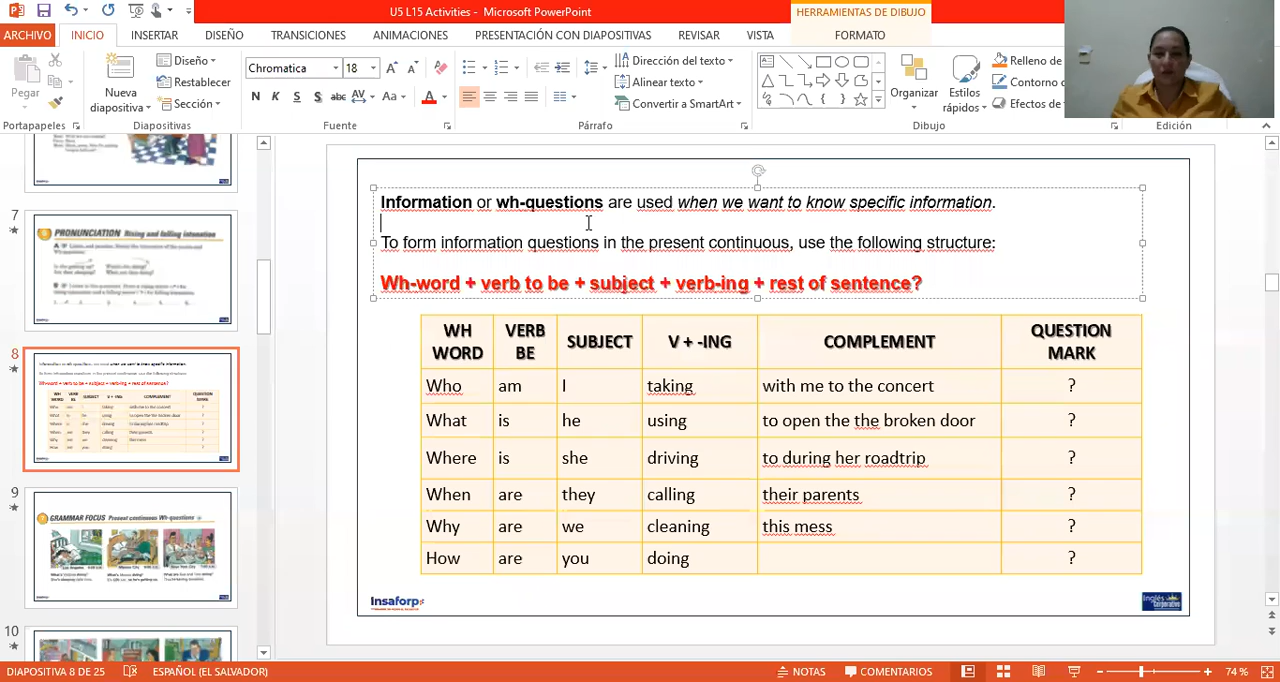 U5 L15 Activities - Microsoft PowerPoint
HERRAMIENTAS DE DIBUJO
ARCHIVO INICIO INSERTAR DISEÑO TRANSICIONES ANIMACIONES PRESENTACIÓN CON DIAPOSITIVAS REVISAR VISTA FORMATO
Pegar
Nueva
diapositiva
Diseño
Restablecer
Sección
Chromatica 18
N K S S abc AV Aa A
Dirección del texto
Alinear texto
Convertir a SmartArt
Organizar
Estilos
rápidos
Relleno de
Contorno
Efectos de
Portapapeles Diapositivas Fuente Párrafo Dibujo Edición
7
PRONUNCIATION Rising and falling intonation
8
9
GRAMMAR FOCUS Present continuous Wh-questions
10
Information or wh-questions are used when we want to know specific information.
To form information questions in the present continuous, use the following structure:
Wh-word + verb to be + subject + verb-ing + rest of sentence?
WH WORD VERB BE SUBJECT V + -ING COMPLEMENT QUESTION MARK
Who am I taking with me to the concert ?
What is he using to open the the broken door ?
Where is she driving to during her roadtrip ?
When are they calling their parents ?
Why are we cleaning this mess ?
How are you doing ?
Insaforp
Inglés
Corporativo
DIAPOSITIVA 8 DE 25 ESPAÑOL (EL SALVADOR) NOTAS COMENTARIOS 74 %